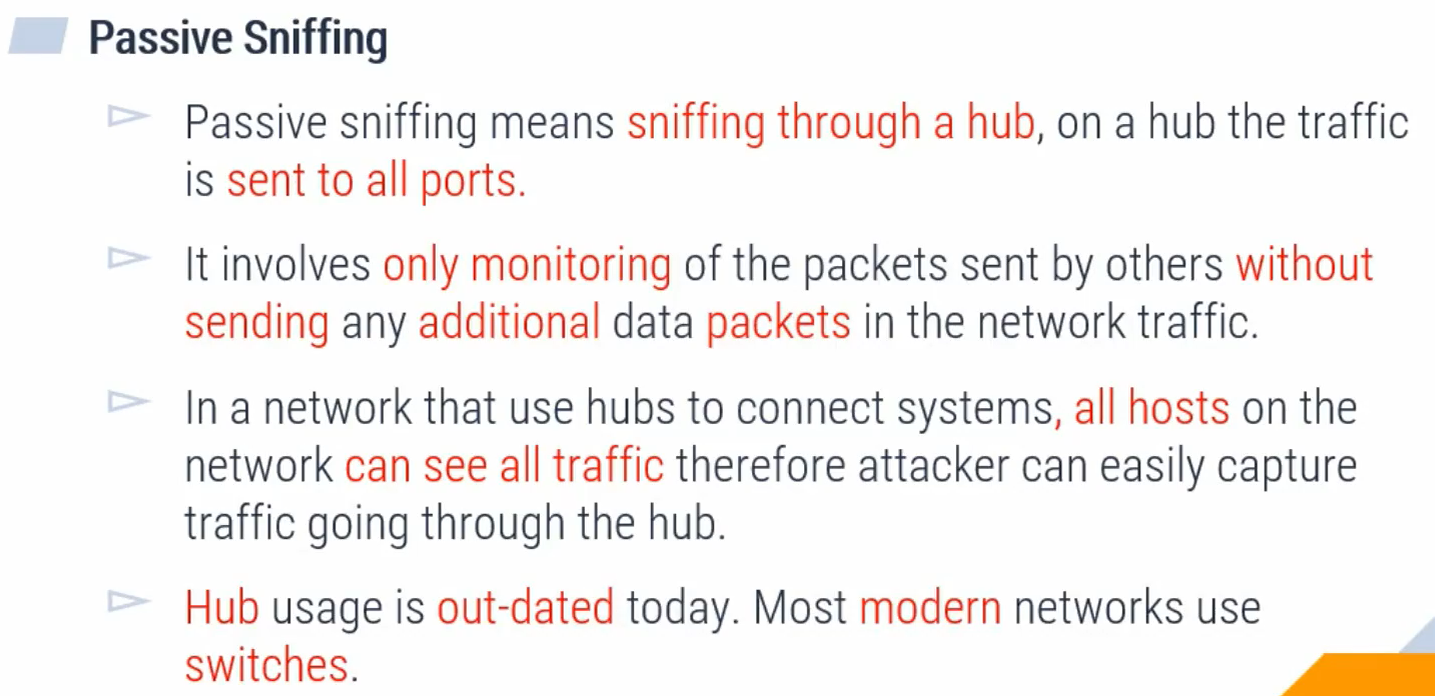 Passive Sniffing
Passive sniffing means sniffing through a hub, on a hub the traffic
is sent to all ports.
It involves only monitoring of the packets sent by others without
sending any additional data packets in the network traffic.
In a network that use hubs to connect systems, all hosts on the
network can see all traffic therefore attacker can easily capture
traffic going through the hub.
Hub usage is out-dated today. Most modern networks use
switches.